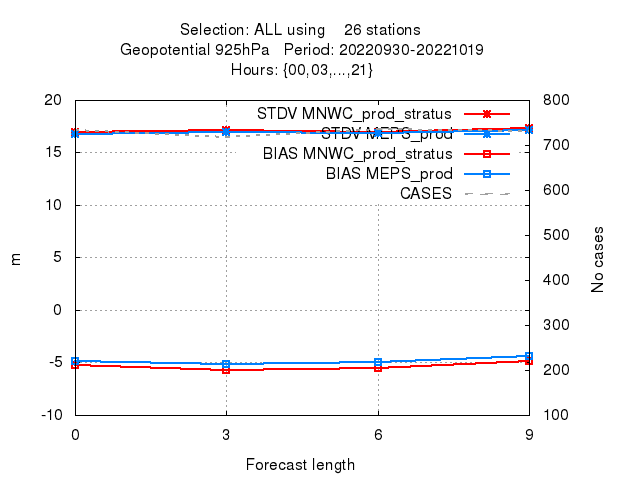 Selection: ALL using 26 stations
Geopotential 925hPa Period: 20220930-20221019
Hours: {00,03,...,21}
STDV MNWC_prod_stratus
STDV MEPS_prod
BIAS MNWC_prod_stratus
BIAS MEPS_prod
CASES
20
15
10
5
0
-5
-10
m
800
700
600
500
400
300
200
100
No cases
0 3 6 9
Forecast length